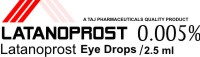 A TAJ PHARMACEUTICALS QUALITY PRODUCT
LATANOPROST 0.005%
Latanoprost Eye Drops /2.5 ml